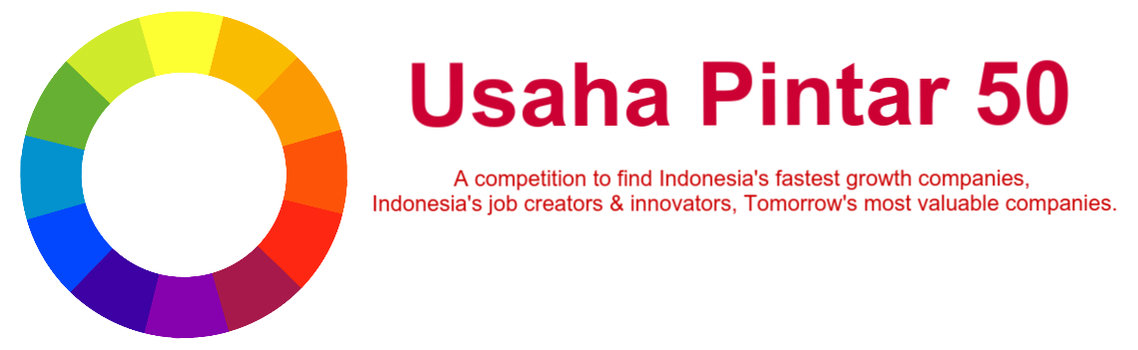 Usaha Pintar 50
A competition to find Indonesia's fastest growth companies,
Indonesia's job creators & innovators, Tomorrow's most valuable companies.